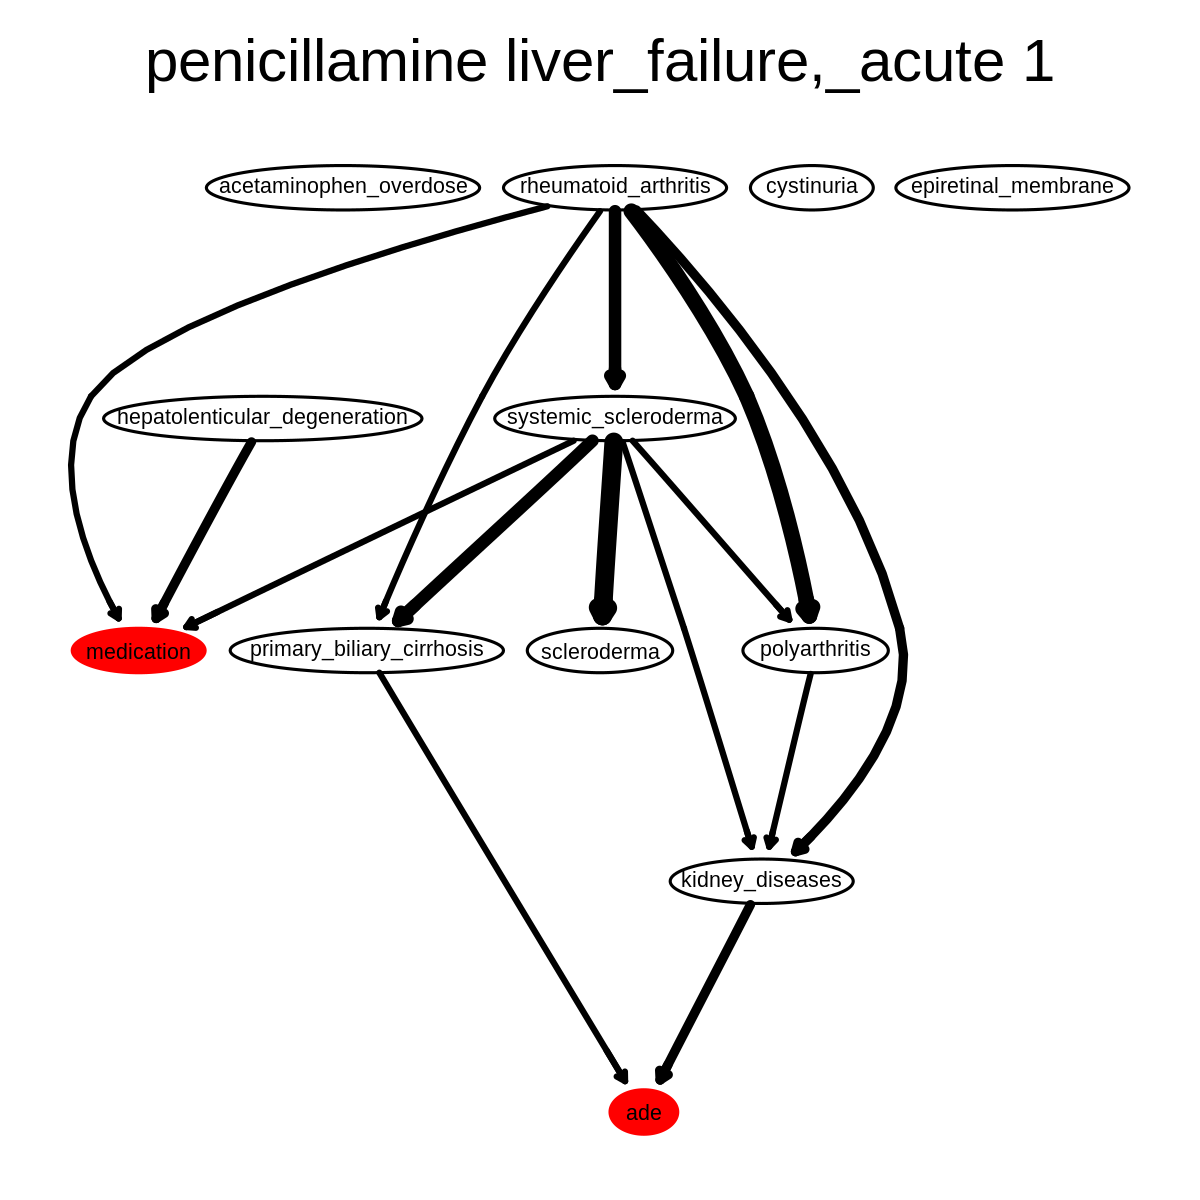 penicillamine liver_failure,_acute 1
acetaminophen_overdose
rheumatoid_arthritis
cystinuria
epiretinal_membrane
hepatolenticular_degeneration
systemic_scleroderma
medication
primary_biliary_cirrhosis
scleroderma
polyarthritis
kidney_diseases
ade